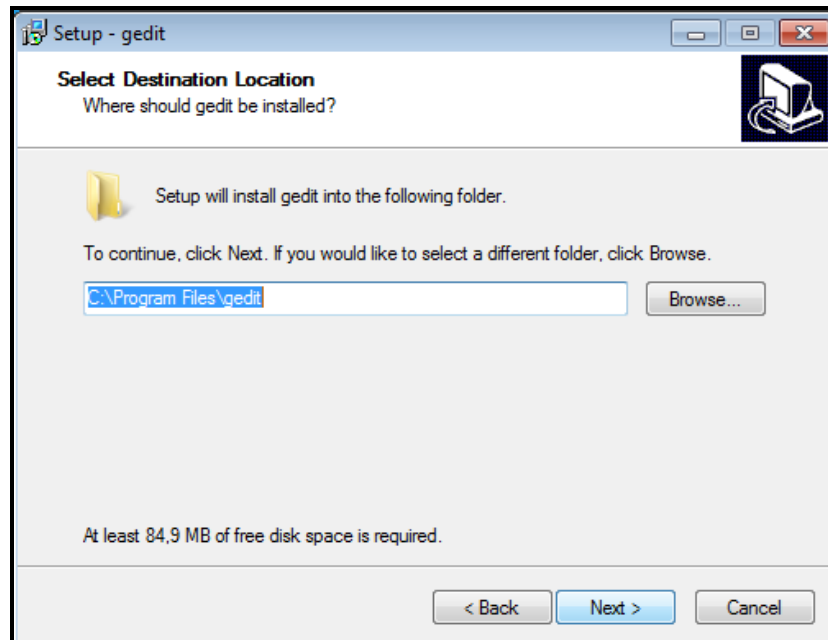 Setup - gedit
Select Destination Location
Where should gedit be installed?
Setup will install gedit into the following folder.
To continue, click Next. If you would like to select a different folder, click Browse.
C:\Program Files\gedit
Browse...
At least 84,9 MB of free disk space is required.
< Back
Next >
Cancel